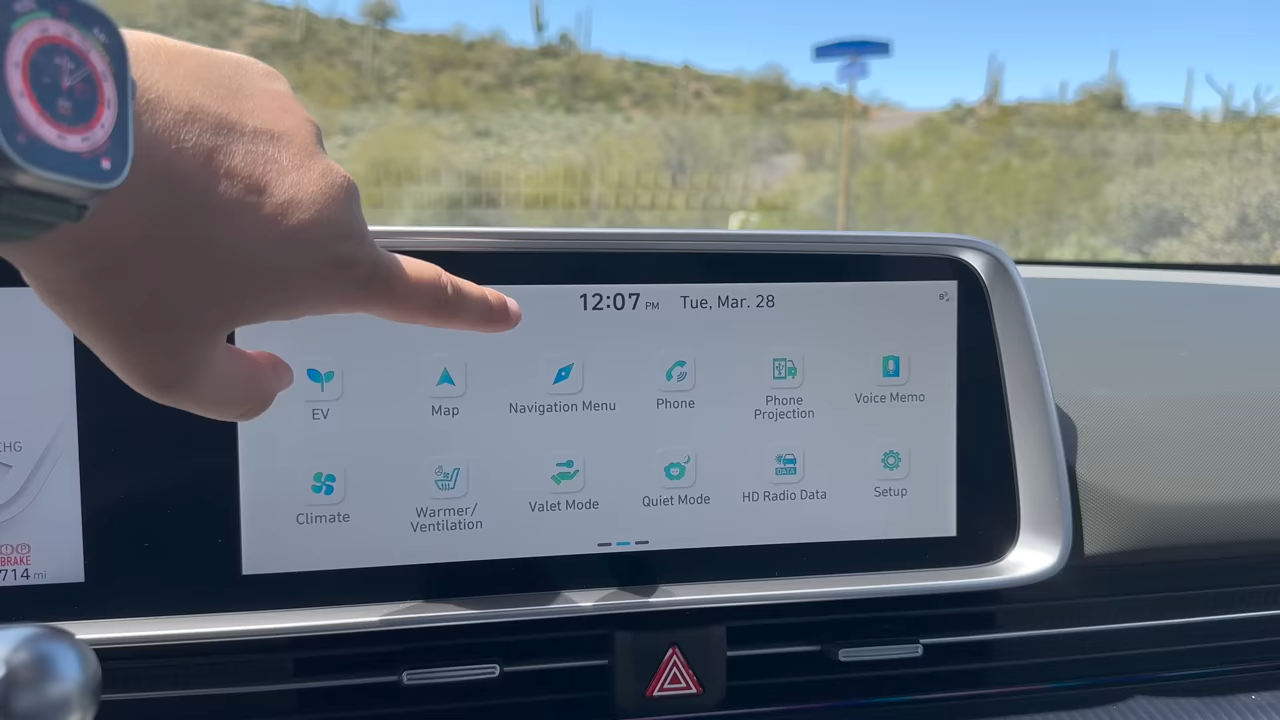 12:07 PM Tue, Mar. 28
EV
Map
Navigation Menu
Phone
Phone
Projection
Voice Memo
Climate
Warmer/
Ventilation
Valet Mode
Quiet Mode
DATA
HD Radio Data
Setup
CHG
BRAKE
714 mi